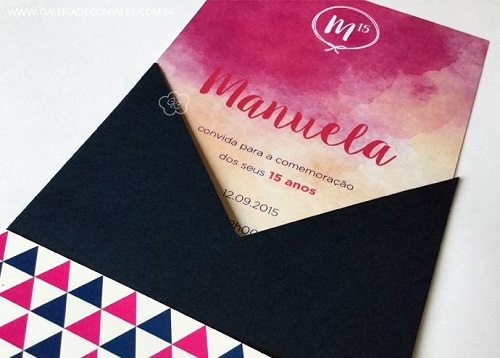 WWW.GALERIADECONVITES.COM.BR
M15
Manuela
convida para a comemoração
dos seus 15 anos
12.09.2015